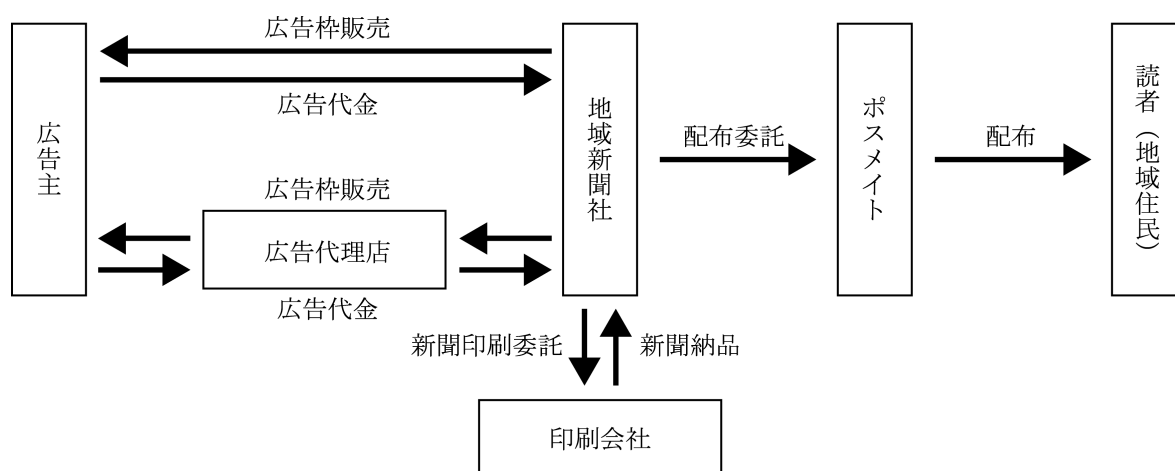 広告枠販売
広告代金
広告主
地域新聞社
配布委託
ポスメイト
配布
読者（地域住民）
広告枠販売
広告代理店
広告代金
新聞印刷委託
新聞納品
印刷会社